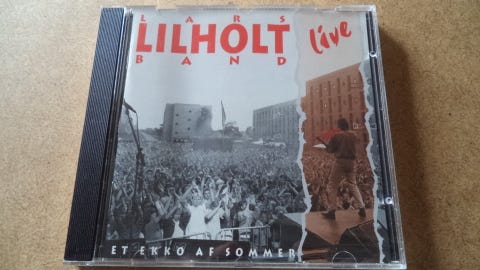 LARS
LILHOLT
BAND
live
ET EKKO AF SOMMER